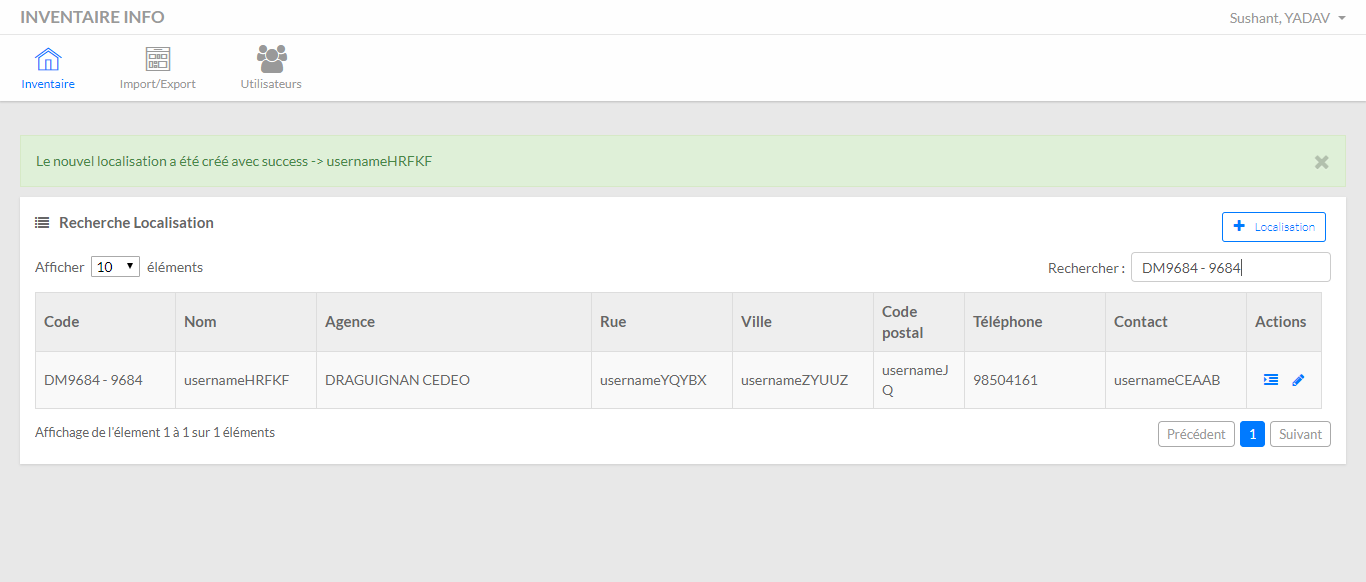 INVENTAIRE INFO
Sushant, YADAV
Inventaire
Import/Export
Utilisateurs
Le nouvel localisation a été créé avec success -> usernameHRFKF
Recherche Localisation
Localisation
Afficher 10 éléments
Rechercher : DM9684 - 9684
Code Nom Agence Rue Ville Code postal Téléphone Contact Actions
DM9684 - 9684 usernameHRFKF DRAGUIGNAN CEDEO usernameYQYBX usernameZYUUZ usernameJQ 98504161 usernameCEAAB
Affichage de l'élement 1 à 1 sur 1 éléments
Précédent 1 Suivant